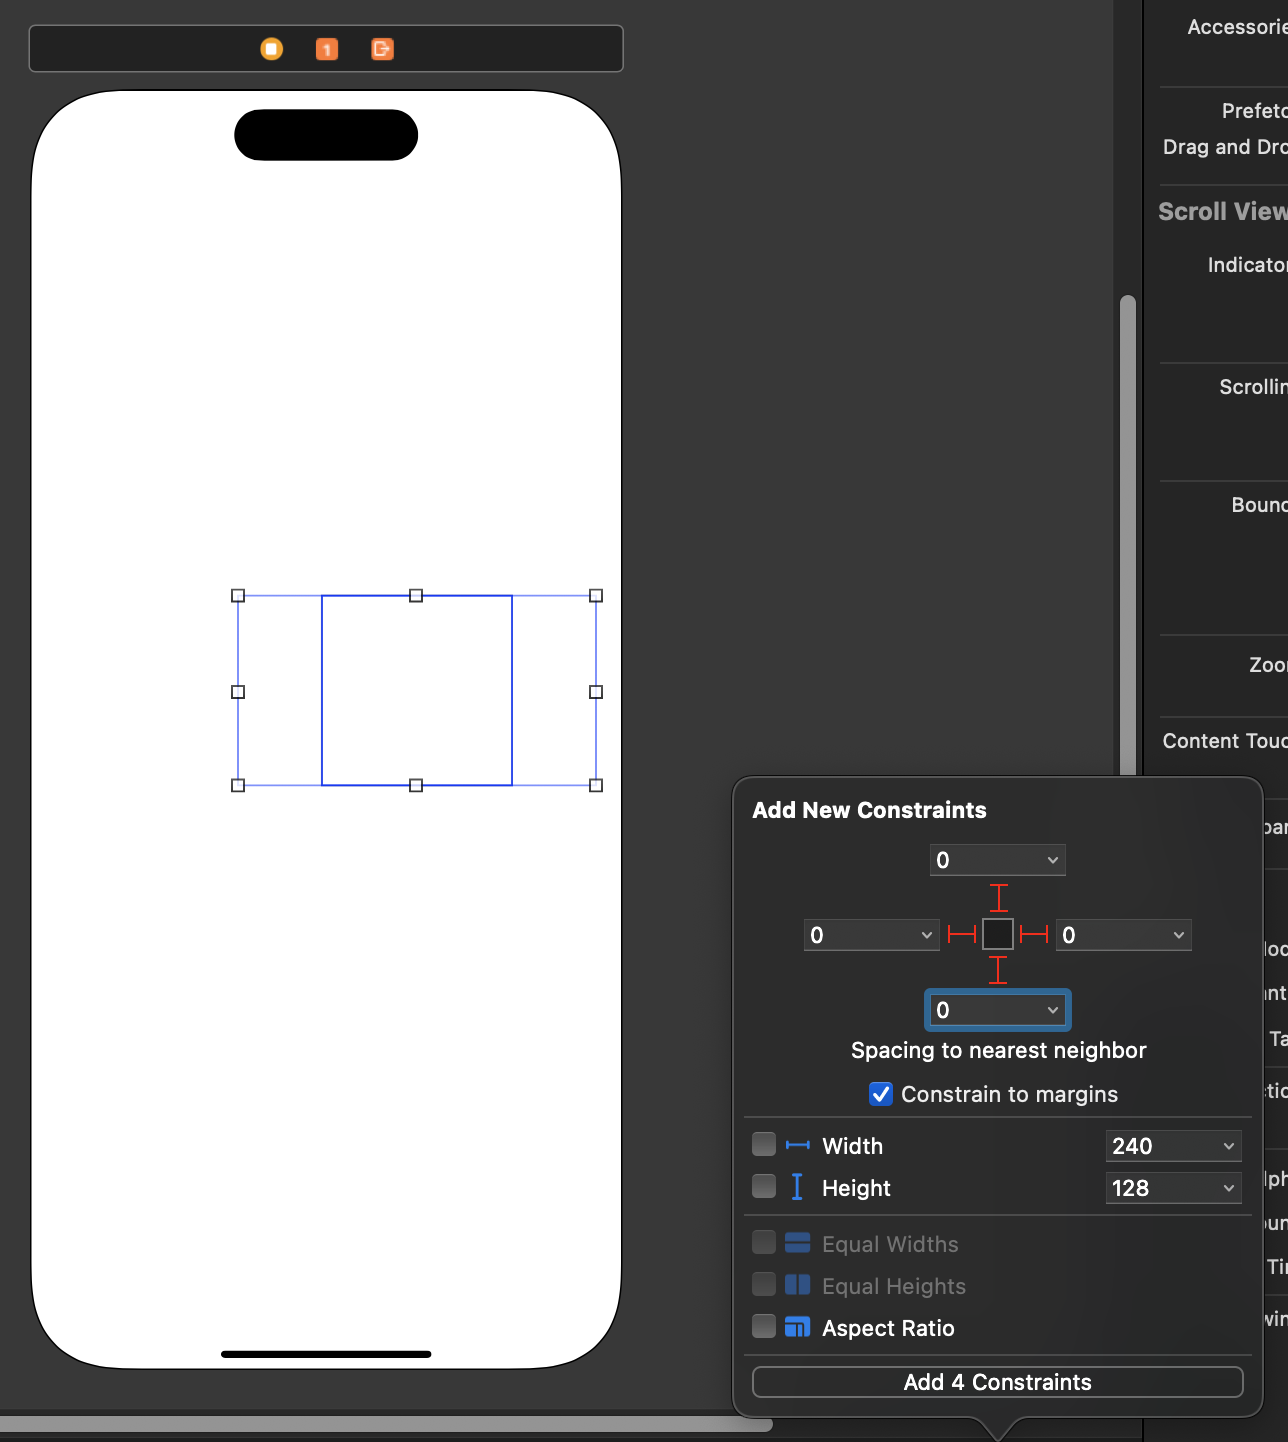 1
Accessorie
Prefetc
Drag and Dro
Scroll View
Indicator
Scrollin
Bounc
Zoo
Content Touc
Add New Constraints
0
0
0
0
Spacing to nearest neighbor
Constrain to margins
Width
240
Height
128
Equal Widths
Equal Heights
Aspect Ratio
Add 4 Constraints